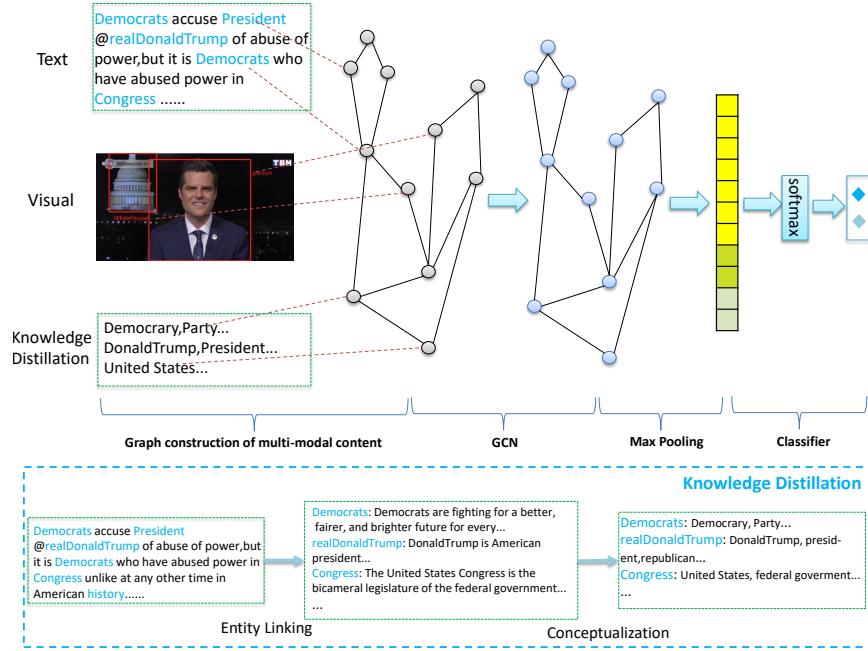 Text
Democrats accuse President
@realDonaldTrump of abuse of
power,but it is Democrats who
have abused power in
Congress ......
Visual
TBN
person
WhiteHouse
Knowledge
Distillation
Democrary,Party...
DonaldTrump,President...
United States...
softmax
Graph construction of multi-modal content
GCN
Max Pooling
Classifier
Knowledge Distillation
Democrats accuse President
@realDonaldTrump of abuse of power,but
it is Democrats who have abused power in
Congress unlike at any other time in
American history......
Entity Linking
Democrats: Democrats are fighting for a better,
fairer, and brighter future for every...
realDonaldTrump: DonaldTrump is American
president...
Congress: The United States Congress is the
bicameral legislature of the federal government...
...
Conceptualization
Democrats: Democrary, Party...
realDonaldTrump: DonaldTrump, presid-
ent,republican...
Congress: United States, federal goverment...
...